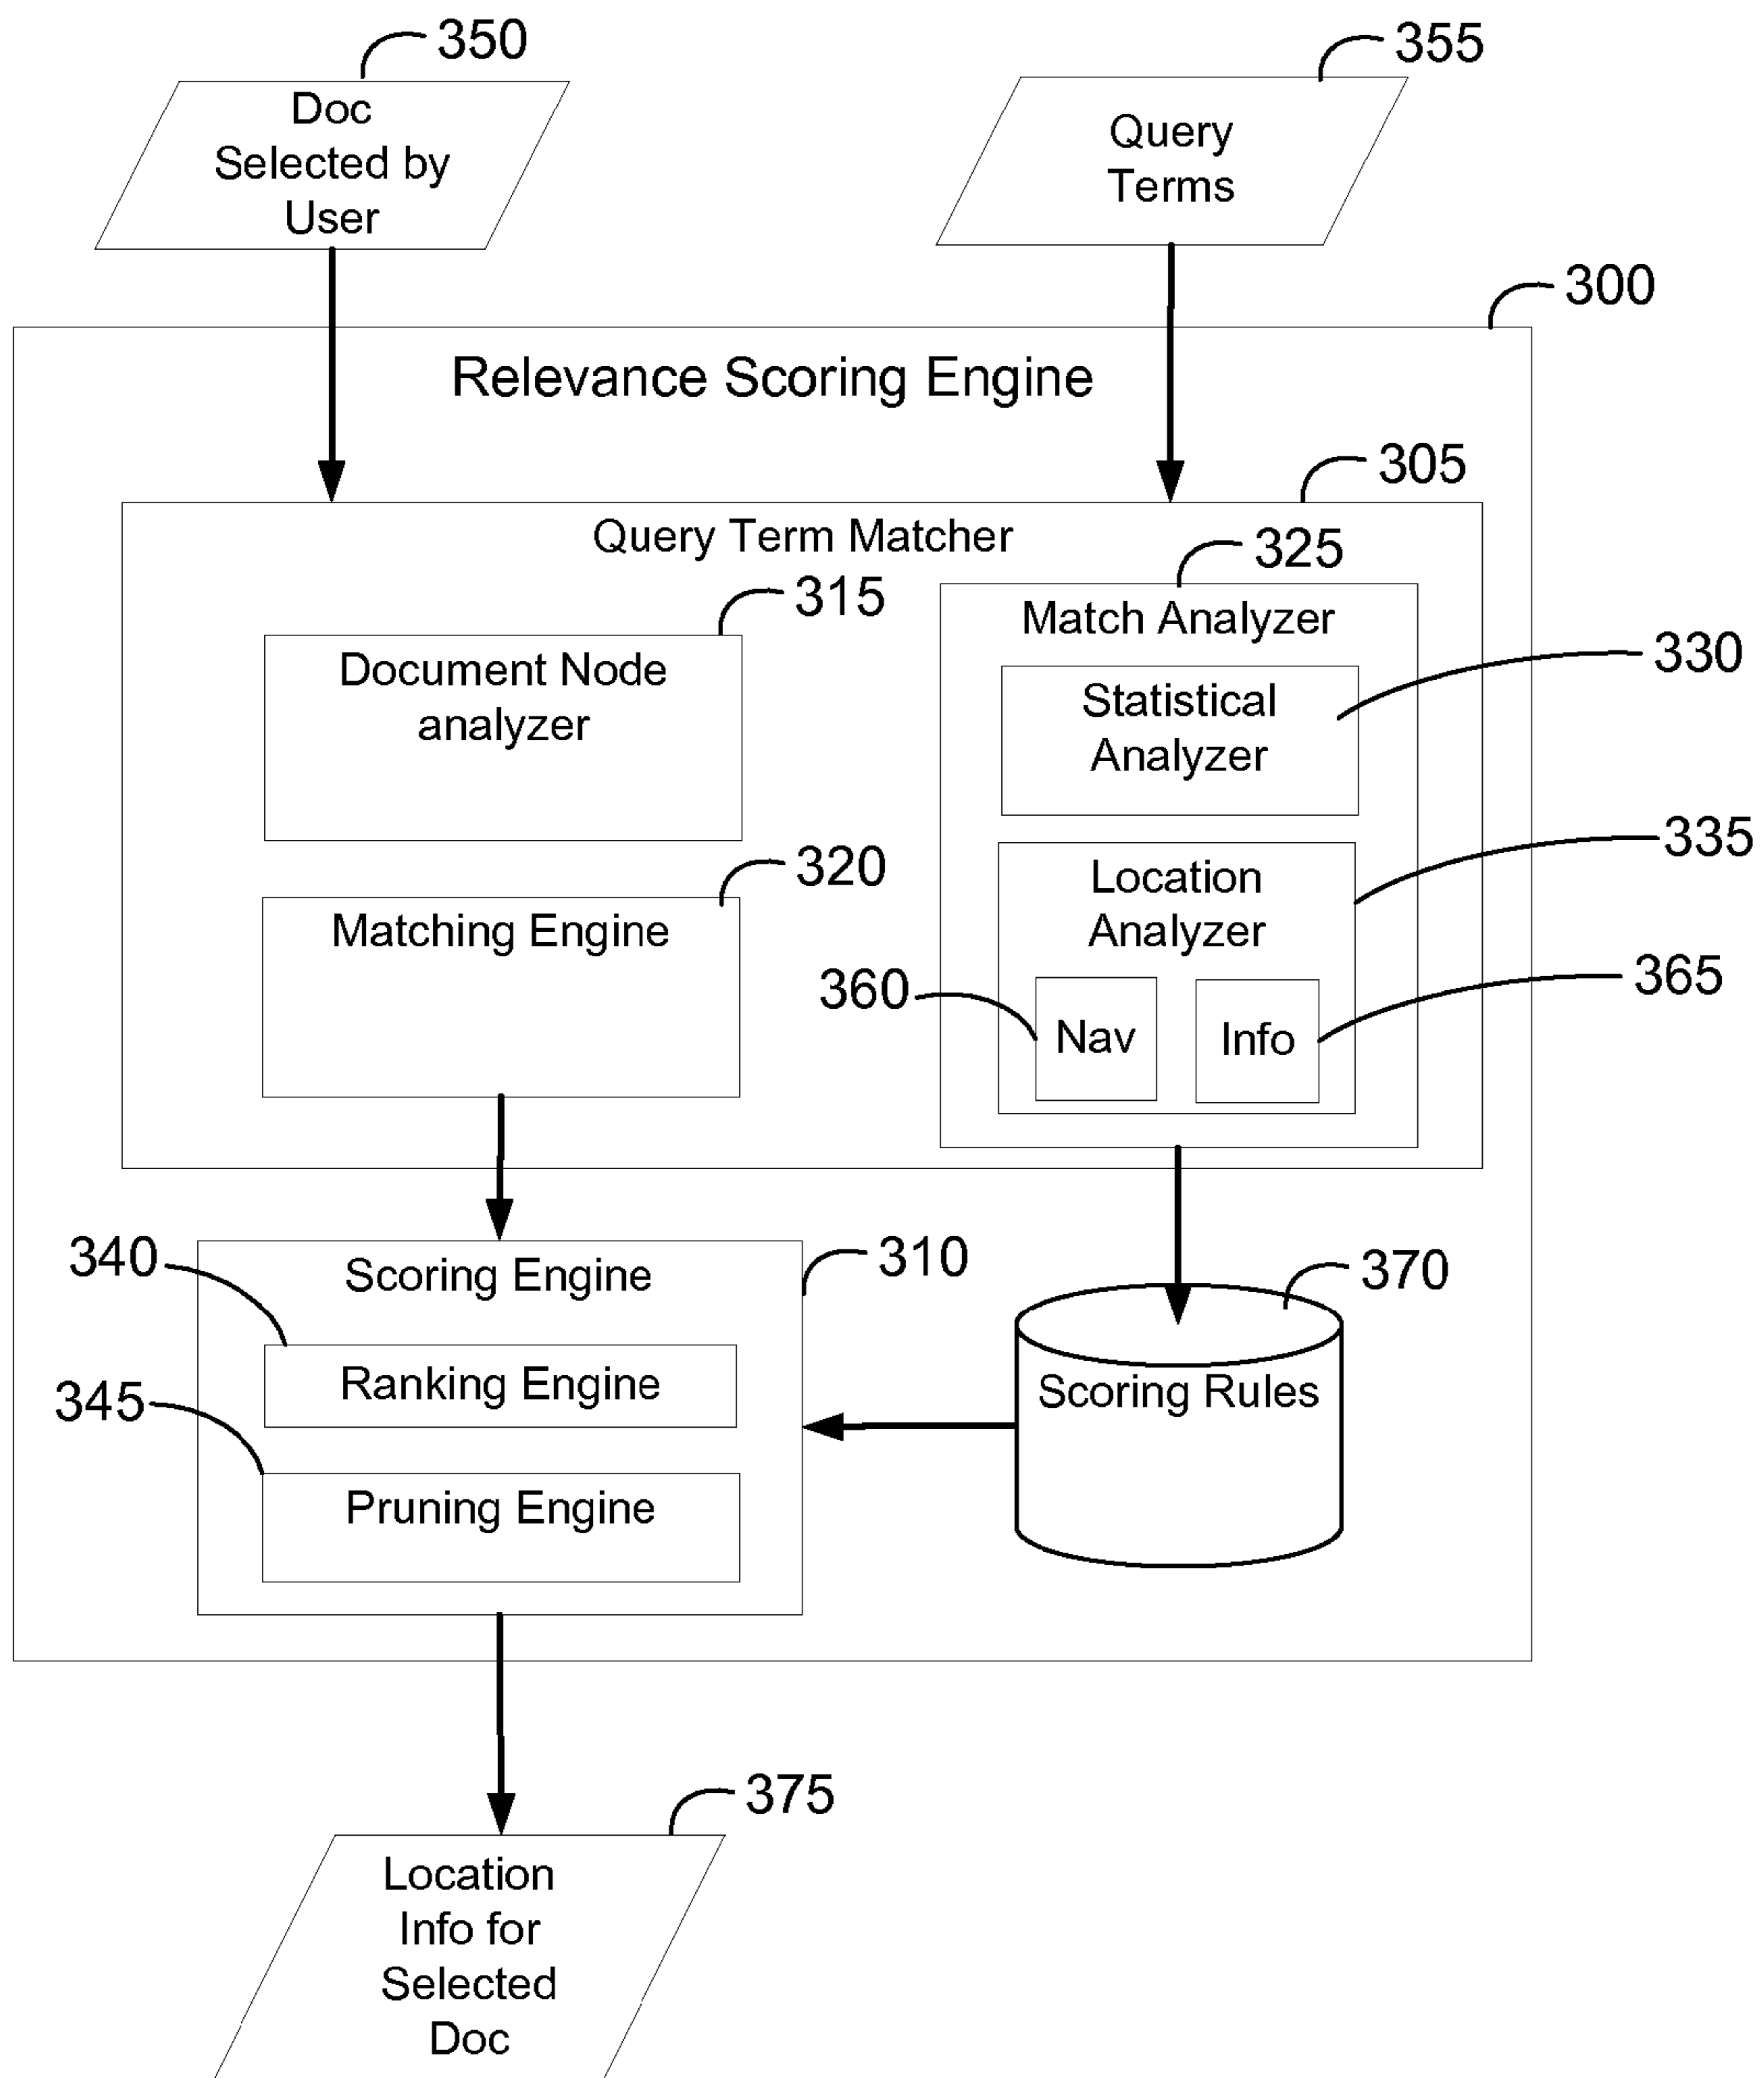 350
355
Doc
Selected by
User
Query
Terms
300
Relevance Scoring Engine
305
Query Term Matcher
325
315
Match Analyzer
330
Document Node
analyzer
Statistical
Analyzer
335
320
Location
Analyzer
Matching Engine
360
365
Nav
Info
340
310
370
Scoring Engine
Ranking Engine
345
Scoring Rules
Pruning Engine
375
Location
Info for
Selected
Doc